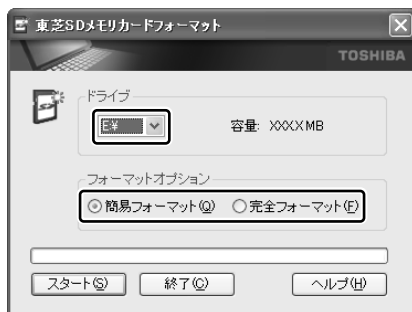 東芝SDメモリカードフォーマット
TOSHIBA
ドライブ
E¥
容量: XXX.X MB
フォーマットオプション
簡易フォーマット(Q) 完全フォーマット(F)
スタート(S) 終了(C) ヘルプ(H)